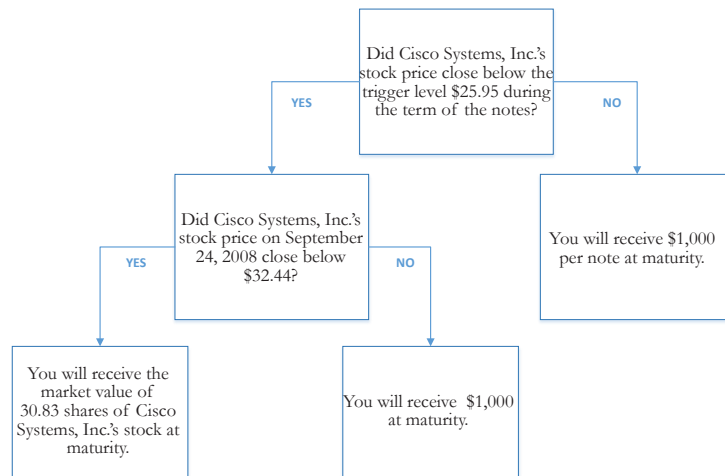 Did Cisco Systems, Inc.'s
stock price close below the
trigger level $25.95 during
the term of the notes?
YES
NO
Did Cisco Systems, Inc.'s
stock price on September
24, 2008 close below
$32.44?
You will receive $1,000
per note at maturity.
YES
NO
You will receive the
market value of
30.83 shares of Cisco
Systems, Inc.'s stock at
maturity.
You will receive $1,000
at maturity.